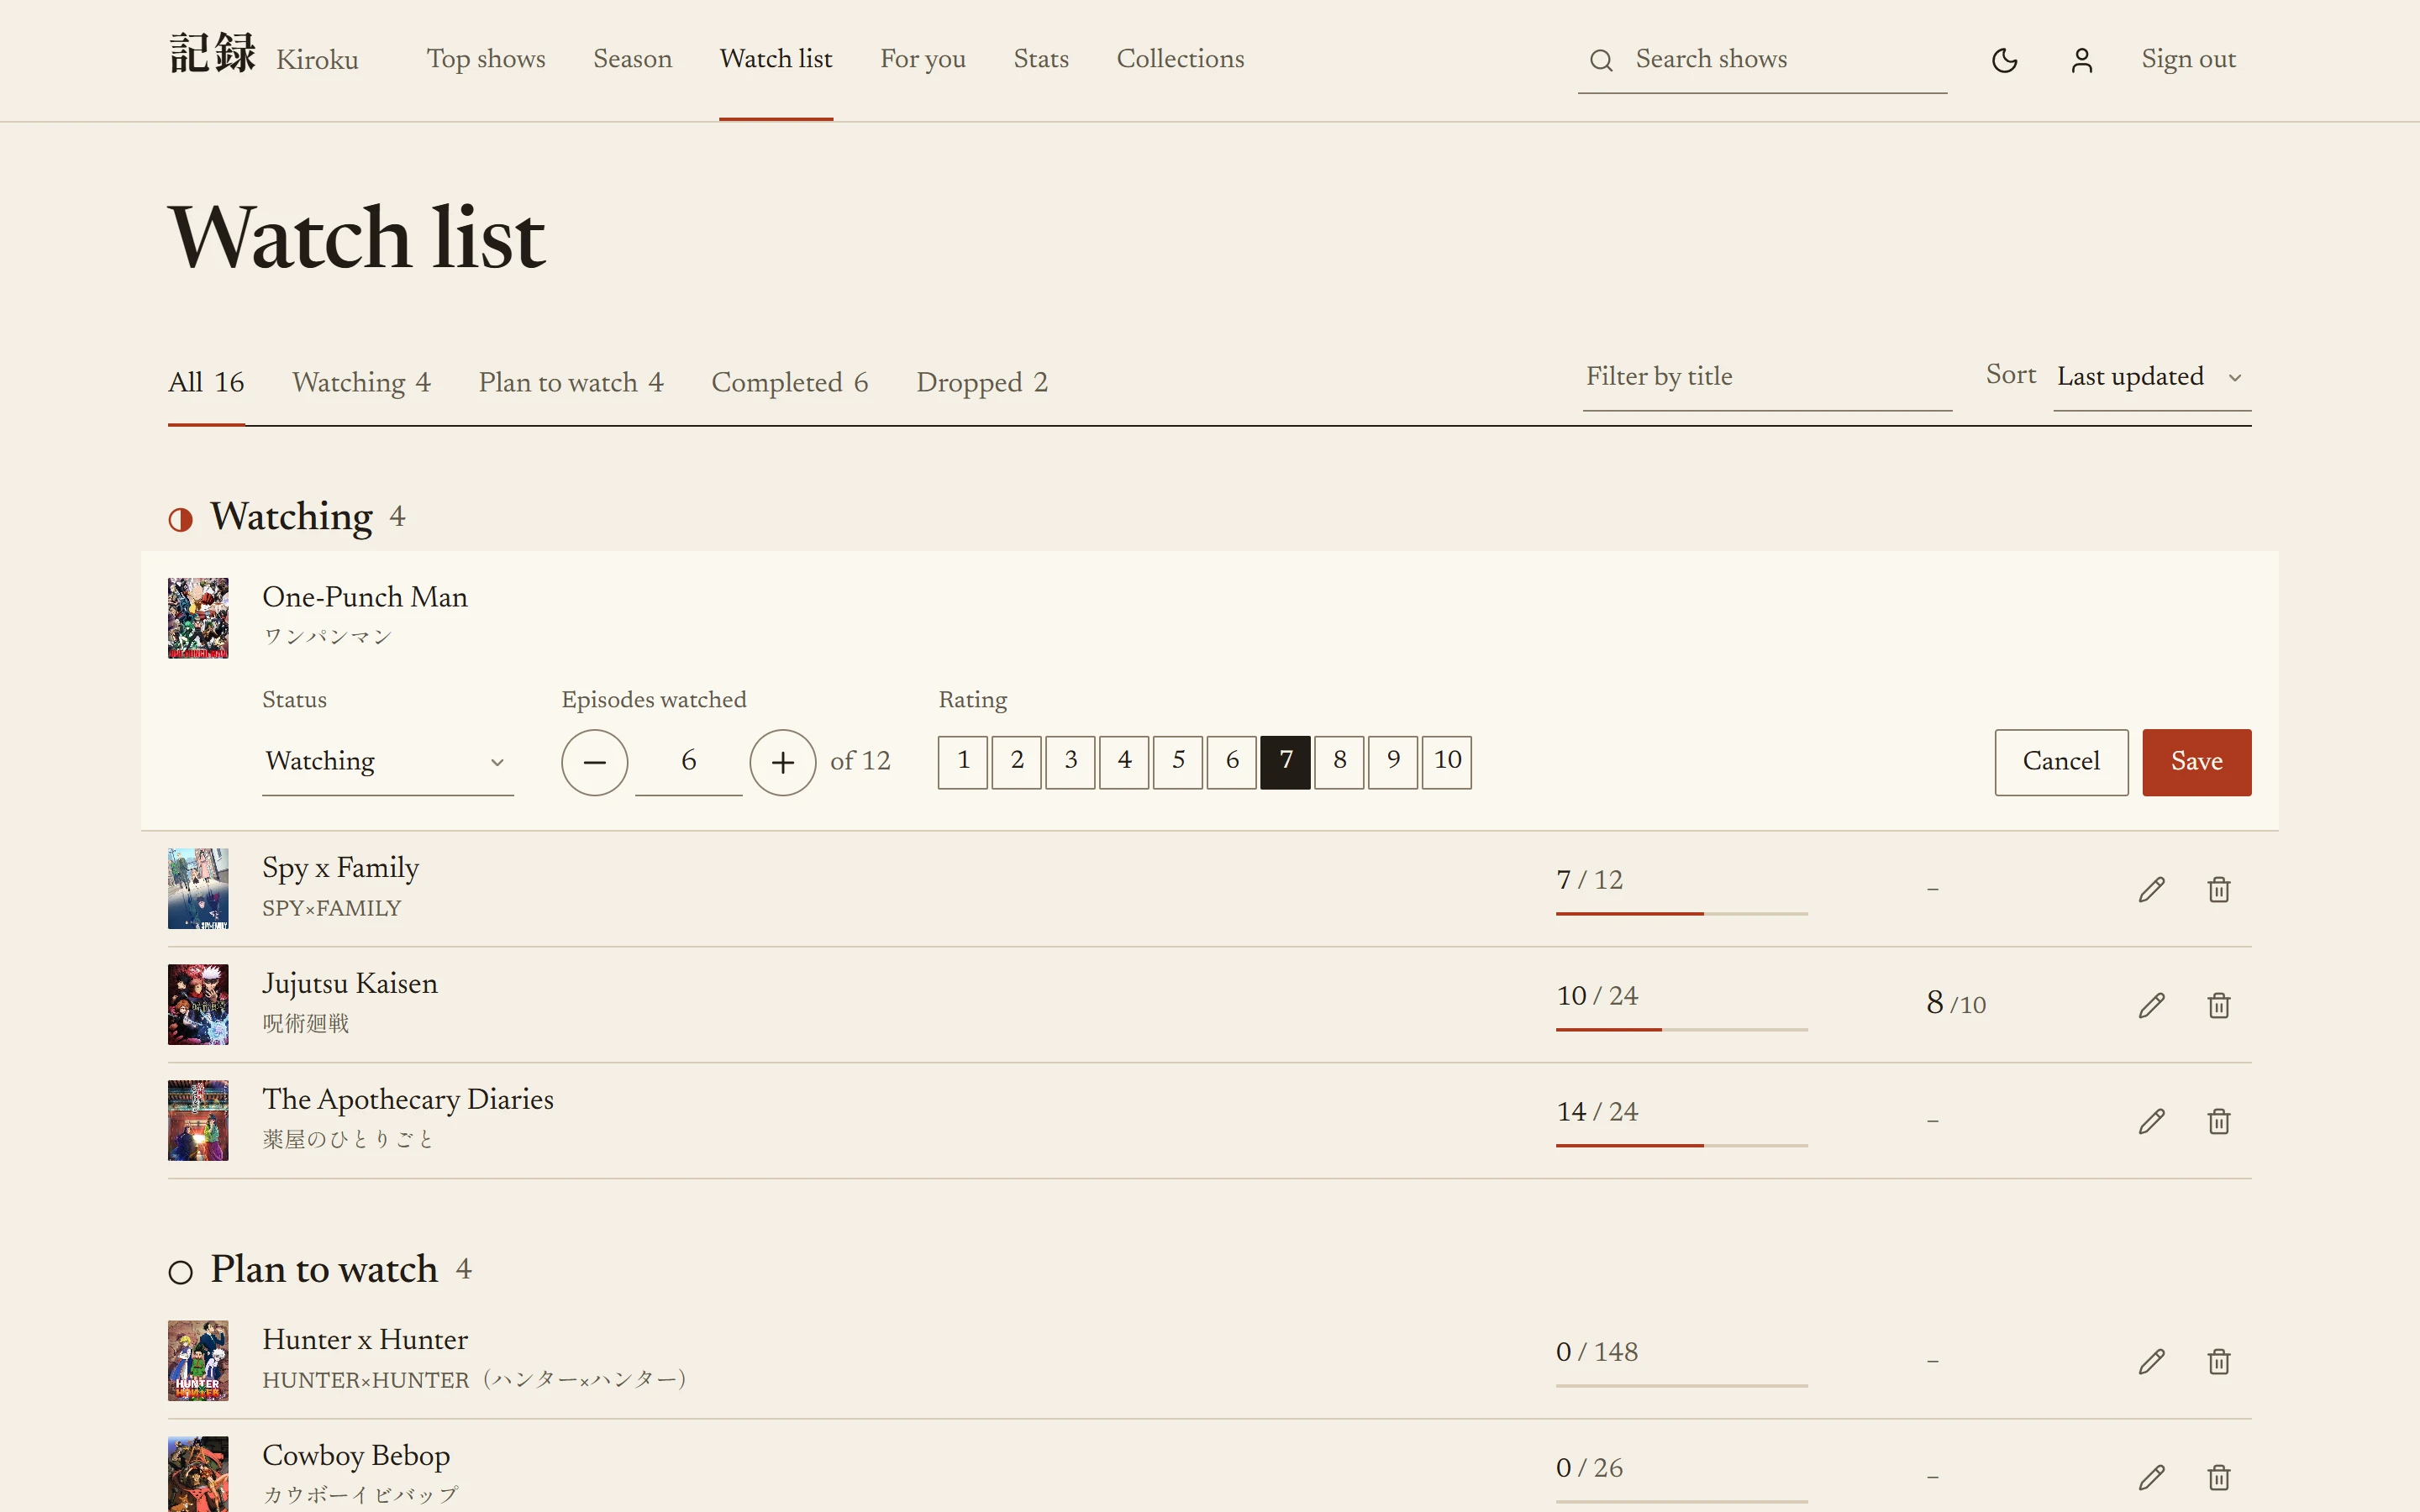 記録 Kiroku Top shows Season Watch list For you Stats Collections Search shows Sign out
Watch list
All 16 Watching 4 Plan to watch 4 Completed 6 Dropped 2 Filter by title Sort Last updated
Watching 4
One-Punch Man
ワンパンマン
Status Episodes watched Rating
Watching 6 of 12 1 2 3 4 5 6 7 8 9 10 Cancel Save
Spy x Family
SPY×FAMILY
7 / 12 –
Jujutsu Kaisen
呪術廻戦
10 / 24 8 /10
The Apothecary Diaries
薬屋のひとりごと
14 / 24 –
Plan to watch 4
Hunter x Hunter
HUNTER×HUNTER（ハンター×ハンター）
0 / 148 –
Cowboy Bebop
カウボーイビバップ
0 / 26 –